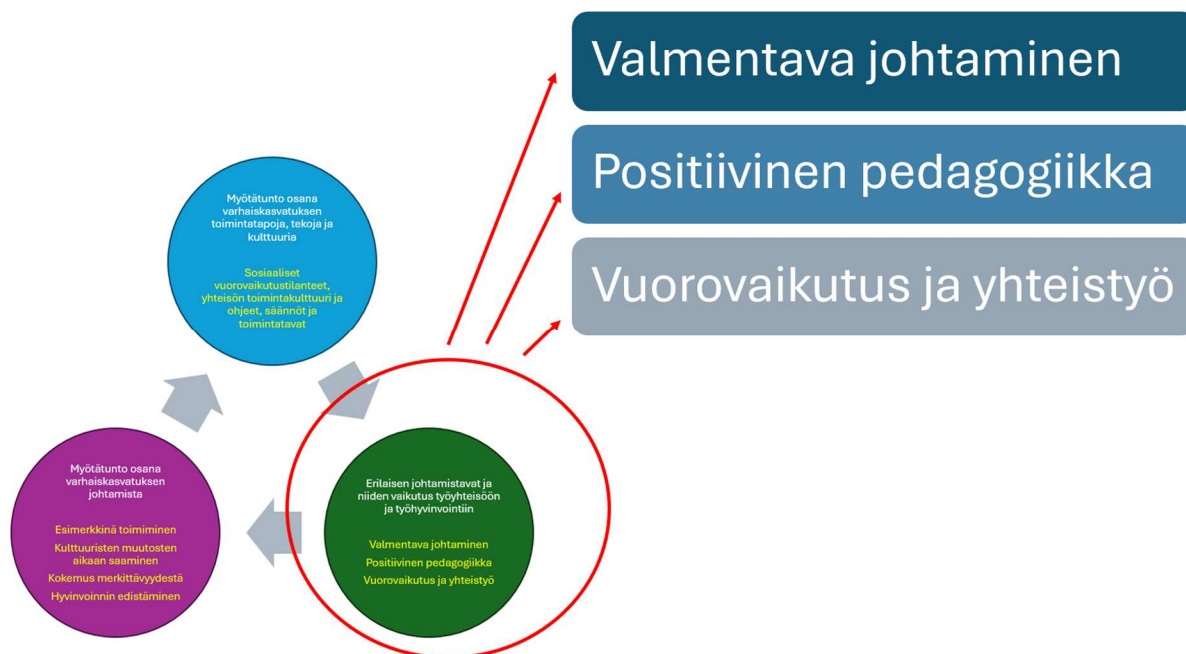 Valmentava johtaminen
Positiivinen pedagogiikka
Vuorovaikutus ja yhteistyö
Myötätunto osana
varhaiskasvatuksen
toimintatapoja, tekoja ja
kulttuuria
Sosiaaliset
vuorovaikutustilanteet,
yhteisön toimintakulttuuri ja
ohjeet, säännöt ja
toimintatavat
Erilaisen johtamistavat ja
niiden vaikutus työyhteisöön
ja työhyvinvointiin
Valmentava johtaminen
Positiivinen pedagogiikka
Vuorovaikutus ja yhteistyö
Myötätunto osana
varhaiskasvatuksen
johtamista
Esimerkkinä toimiminen
Kulttuuristen muutosten
aikaan saaminen
Kokemus merkittävyydestä
Hyvinvoinnin edistäminen